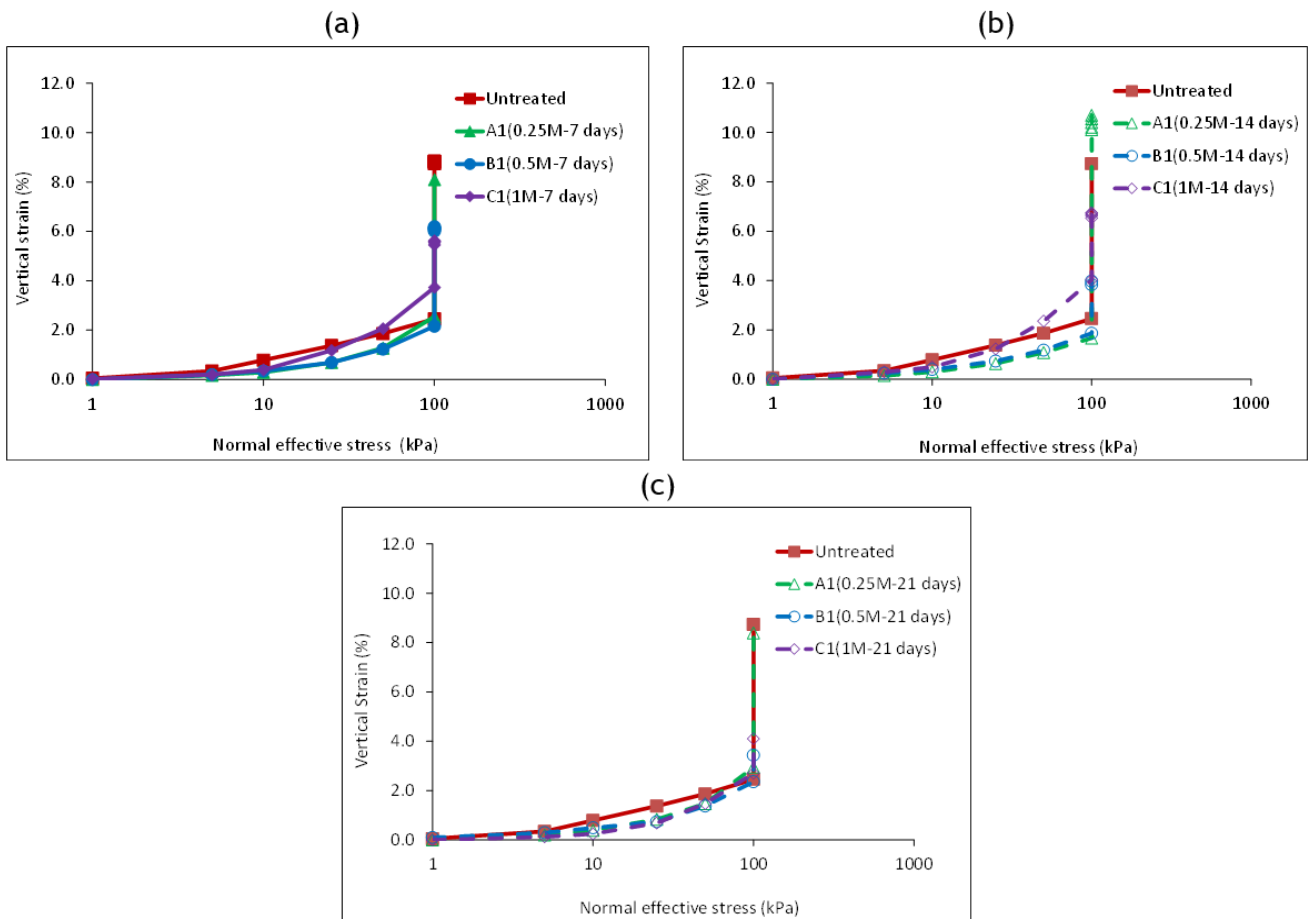 (a)
12.0
10.0
8.0
6.0
4.0
2.0
0.0
Vertical strain (%)
1
10
100
1000
Normal effective stress (kPa)
Untreated
A1(0.25M-7 days)
B1(0.5M-7 days)
C1(1M-7 days)
(b)
12.0
10.0
8.0
6.0
4.0
2.0
0.0
Vertical Strain (%)
1
10
100
1000
Normal effective stress (kPa)
Untreated
A1(0.25M-14 days)
B1(0.5M-14 days)
C1(1M-14 days)
(c)
12.0
10.0
8.0
6.0
4.0
2.0
0.0
Vertical Strain (%)
1
10
100
1000
Normal effective stress (kPa)
Untreated
A1(0.25M-21 days)
B1(0.5M-21 days)
C1(1M-21 days)